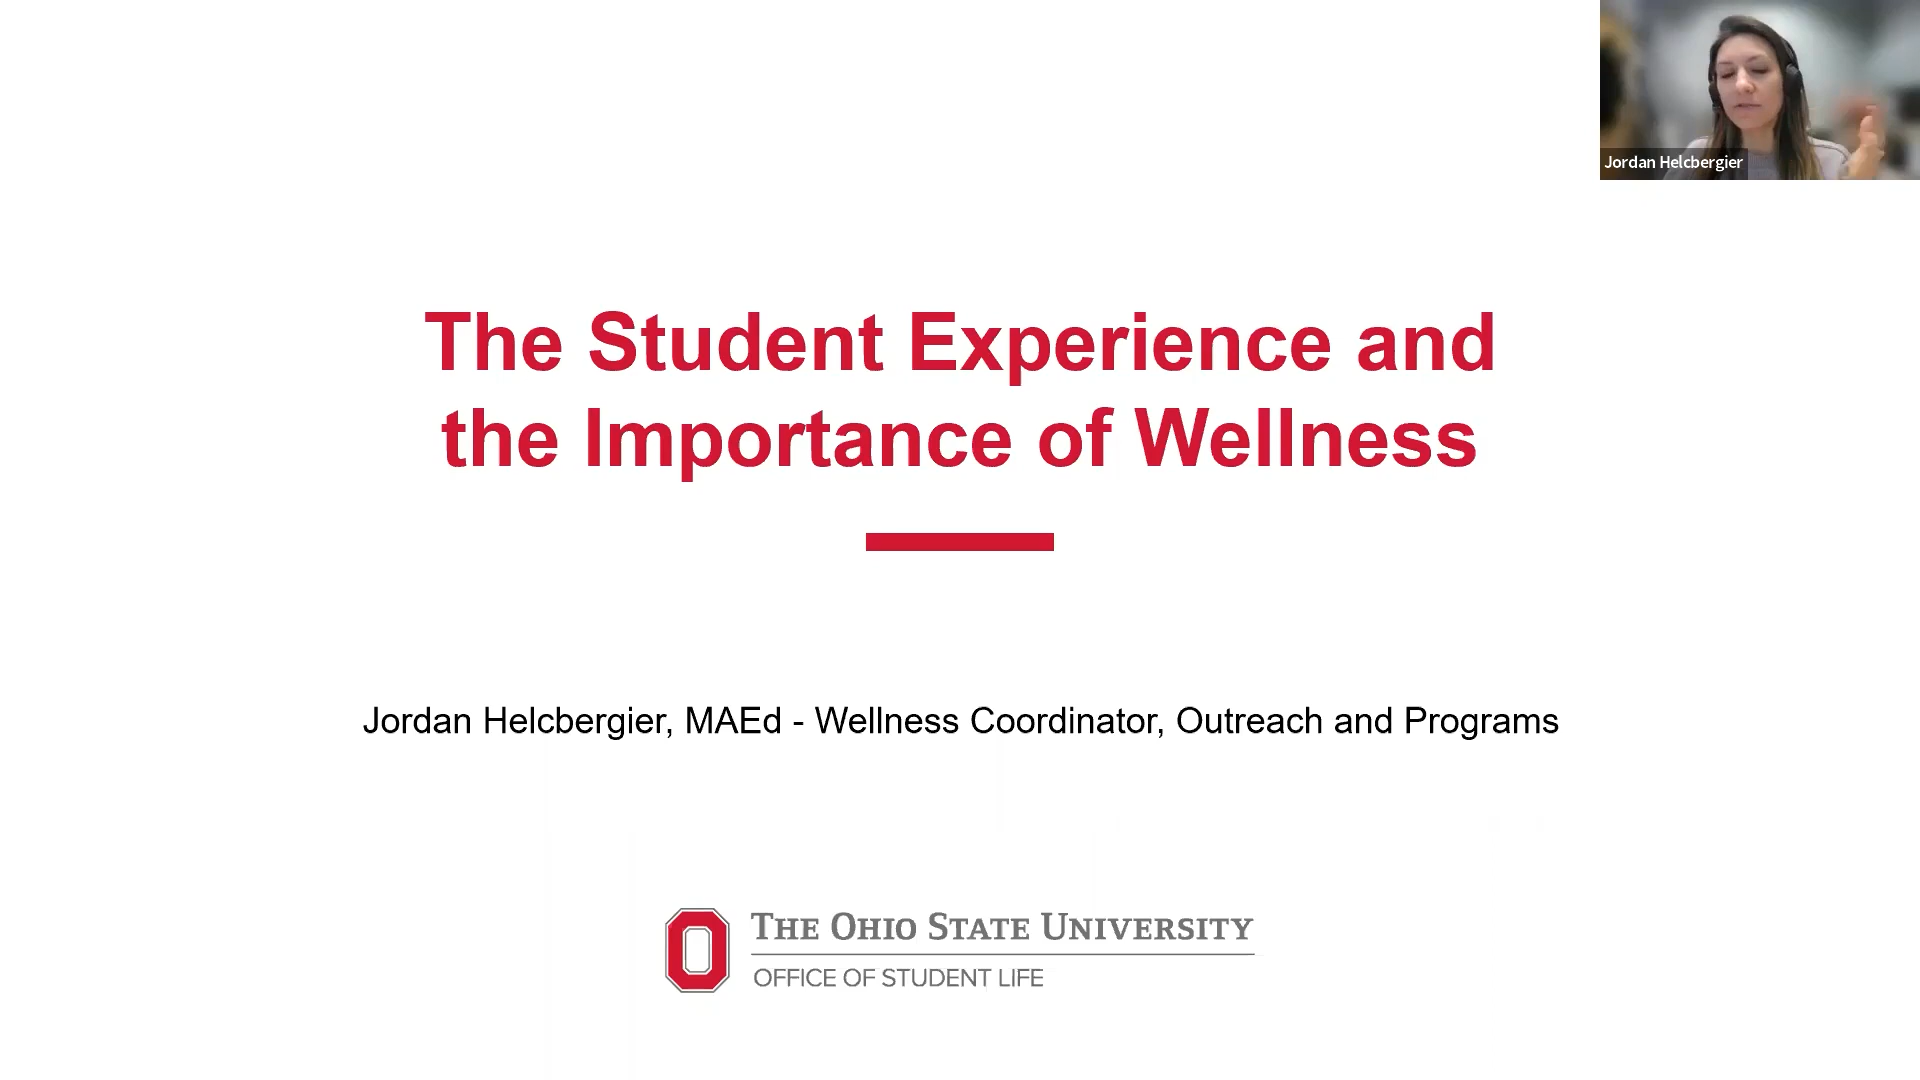 Jordan Helcbergier
The Student Experience and
the Importance of Wellness
Jordan Helcbergier, MAEd - Wellness Coordinator, Outreach and Programs
THE OHIO STATE UNIVERSITY
OFFICE OF STUDENT LIFE